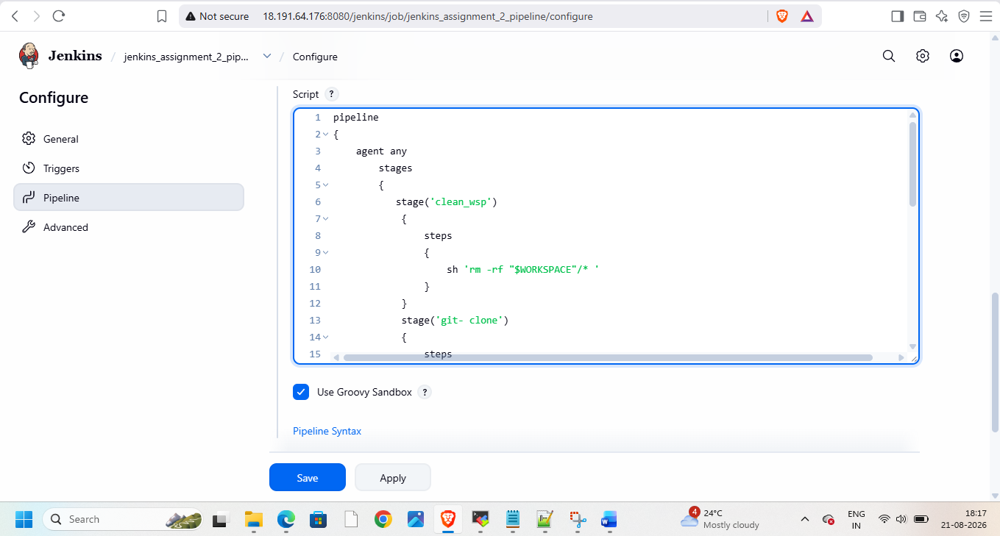 Not secure 18.191.64.176:8080/jenkins/job/jenkins_assignment_2_pipeline/configure
Jenkins / jenkins_assignment_2_pip... / Configure
Configure
General
Triggers
Pipeline
Advanced
Script ?
1 pipeline
2 {
3 agent any
4 stages
5 {
6 stage('clean_wsp')
7 {
8 steps
9 {
10 sh 'rm -rf "$WORKSPACE"/* '
11 }
12 }
13 stage('git- clone')
14 {
15 steps
Use Groovy Sandbox ?
Pipeline Syntax
Save Apply
Search
4
24°C
Mostly cloudy
ENG
IN
18:17
21-08-2026